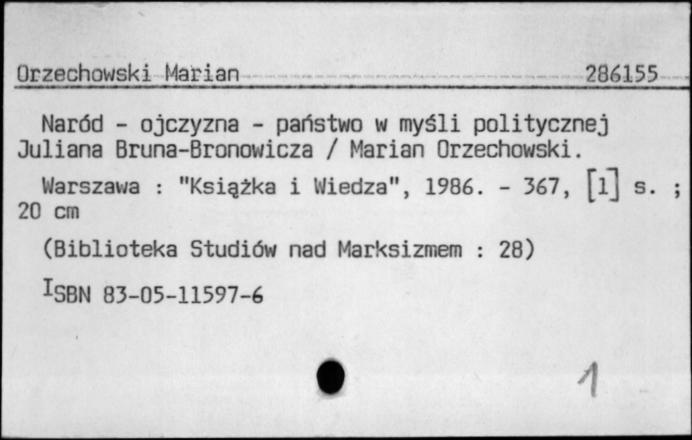 Orzechowski Marian 286155
Naród - ojczyzna - państwo w myśli politycznej
Juliana Bruna-Bronowicza / Marian Orzechowski.
Warszawa : "Książka i Wiedza", 1986. - 367, [1] s. ;
20 cm
(Biblioteka Studiów nad Marksizmem : 28)
ISBN 83-05-11597-6
1